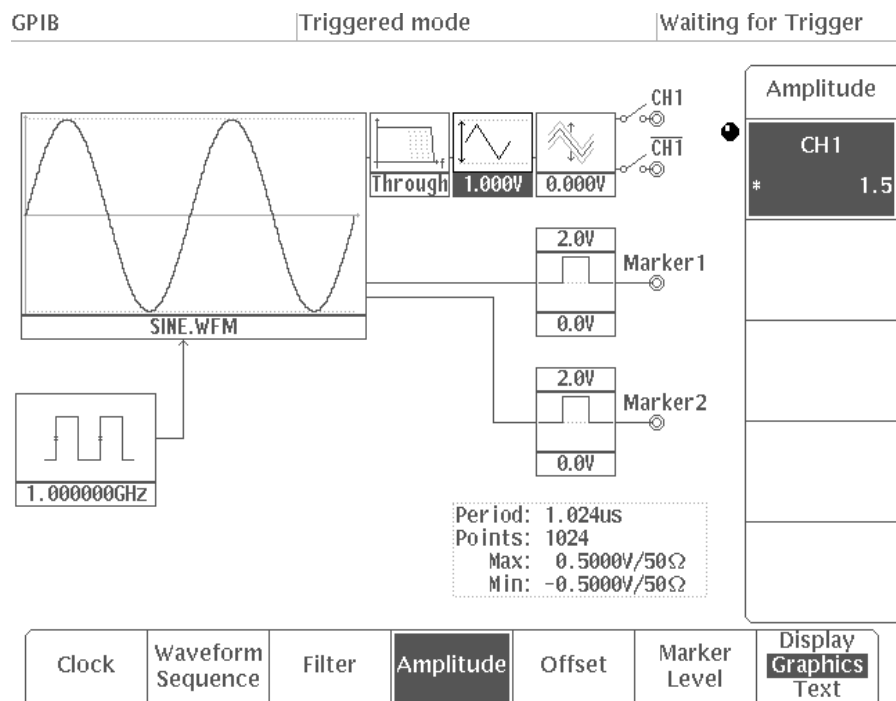 GPIB
Triggered mode
Waiting for Trigger
Amplitude
CH1
* 1.5
CH1
CH1
Through
1.000V
0.000V
SINE.WFM
2.0V
Marker1
0.0V
2.0V
Marker2
0.0V
1.000000GHz
Period: 1.024us
Points: 1024
Max: 0.5000V/50Ω
Min: -0.5000V/50Ω
Clock
Waveform
Sequence
Filter
Amplitude
Offset
Marker
Level
Display
Graphics
Text